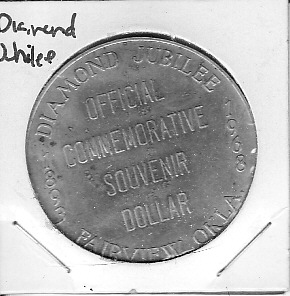 Diamond
Jubilee
DIAMOND JUBILEE
1893
1968
OFFICIAL
COMMEMORATIVE
SOUVENIR
DOLLAR
FAIRVIEW, OKLA.